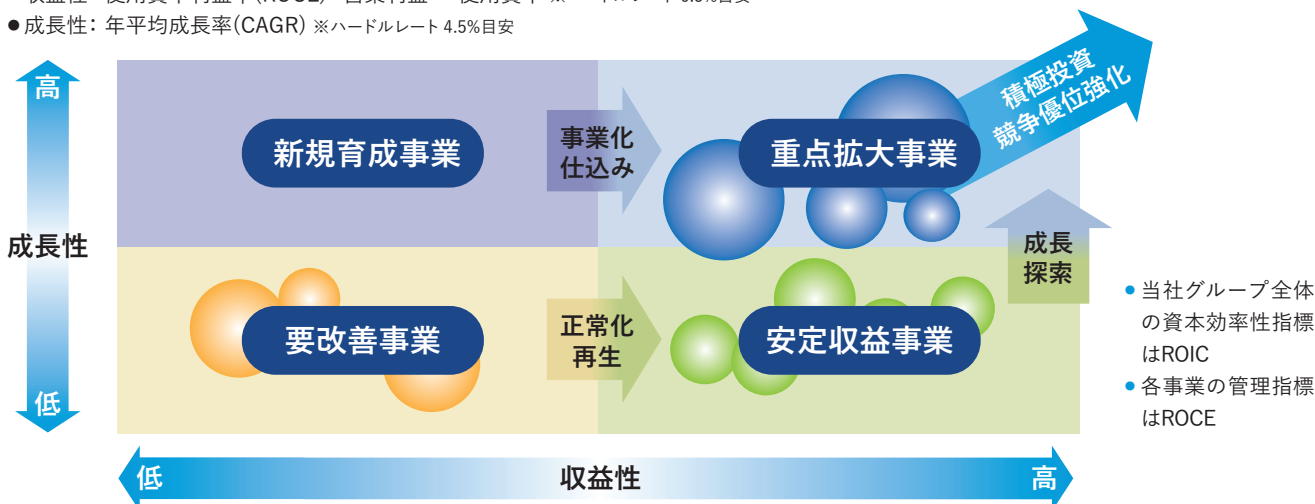 ● 成長性：年平均成長率(CAGR) ※ハードルレート 4.5%目安
高
成長性
低
新規育成事業
事業化
仕込み
重点拡大事業
積極投資
競争優位強化
要改善事業
正常化
再生
安定収益事業
成長
探索
● 当社グループ全体
の資本効率性指標
はROIC
● 各事業の管理指標
はROCE
低
収益性
高